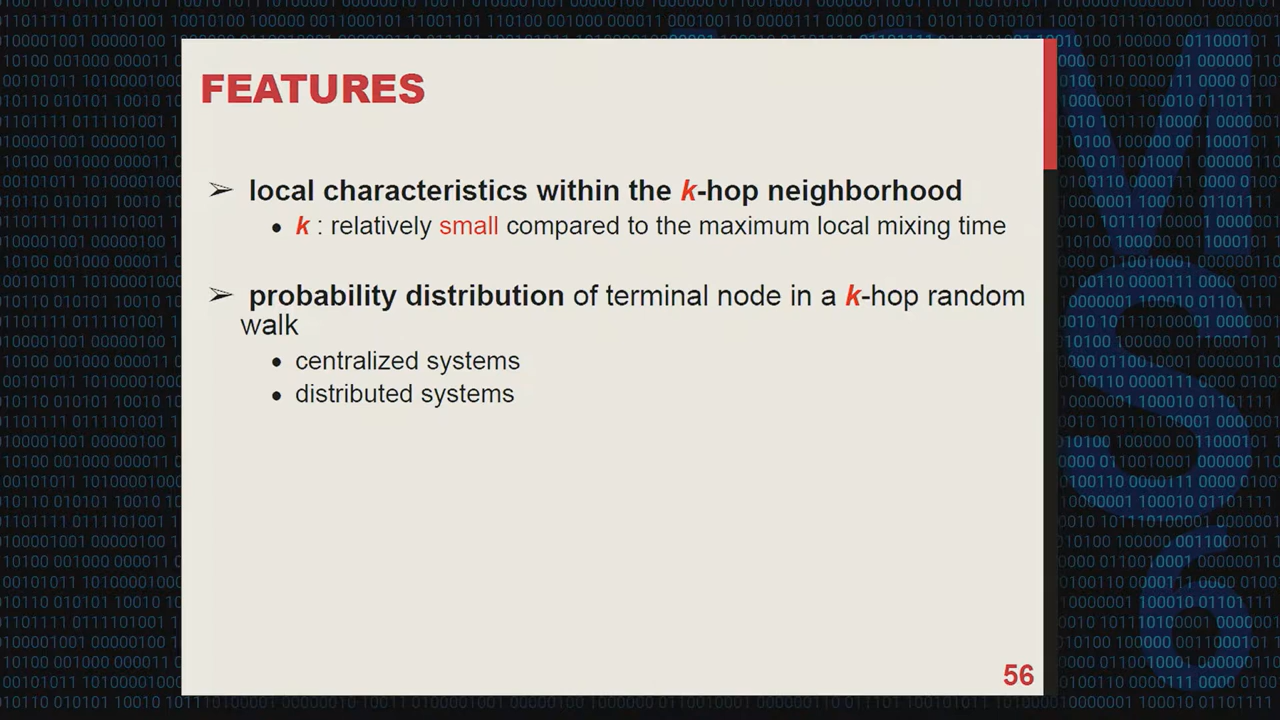 FEATURES
➢ local characteristics within the k-hop neighborhood
• k : relatively small compared to the maximum local mixing time
➢ probability distribution of terminal node in a k-hop random
walk
• centralized systems
• distributed systems
56